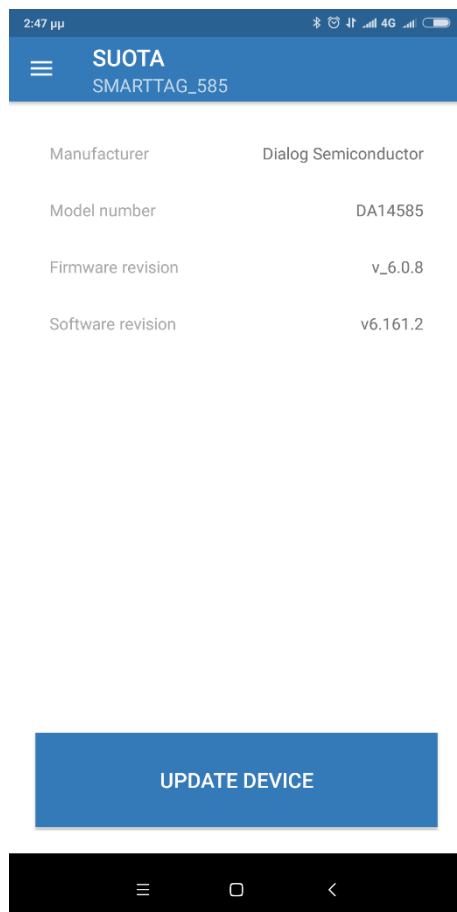 2:47 μμ 4G
SUOTA
SMARTTAG_585
Manufacturer Dialog Semiconductor
Model number DA14585
Firmware revision v_6.0.8
Software revision v6.161.2
UPDATE DEVICE